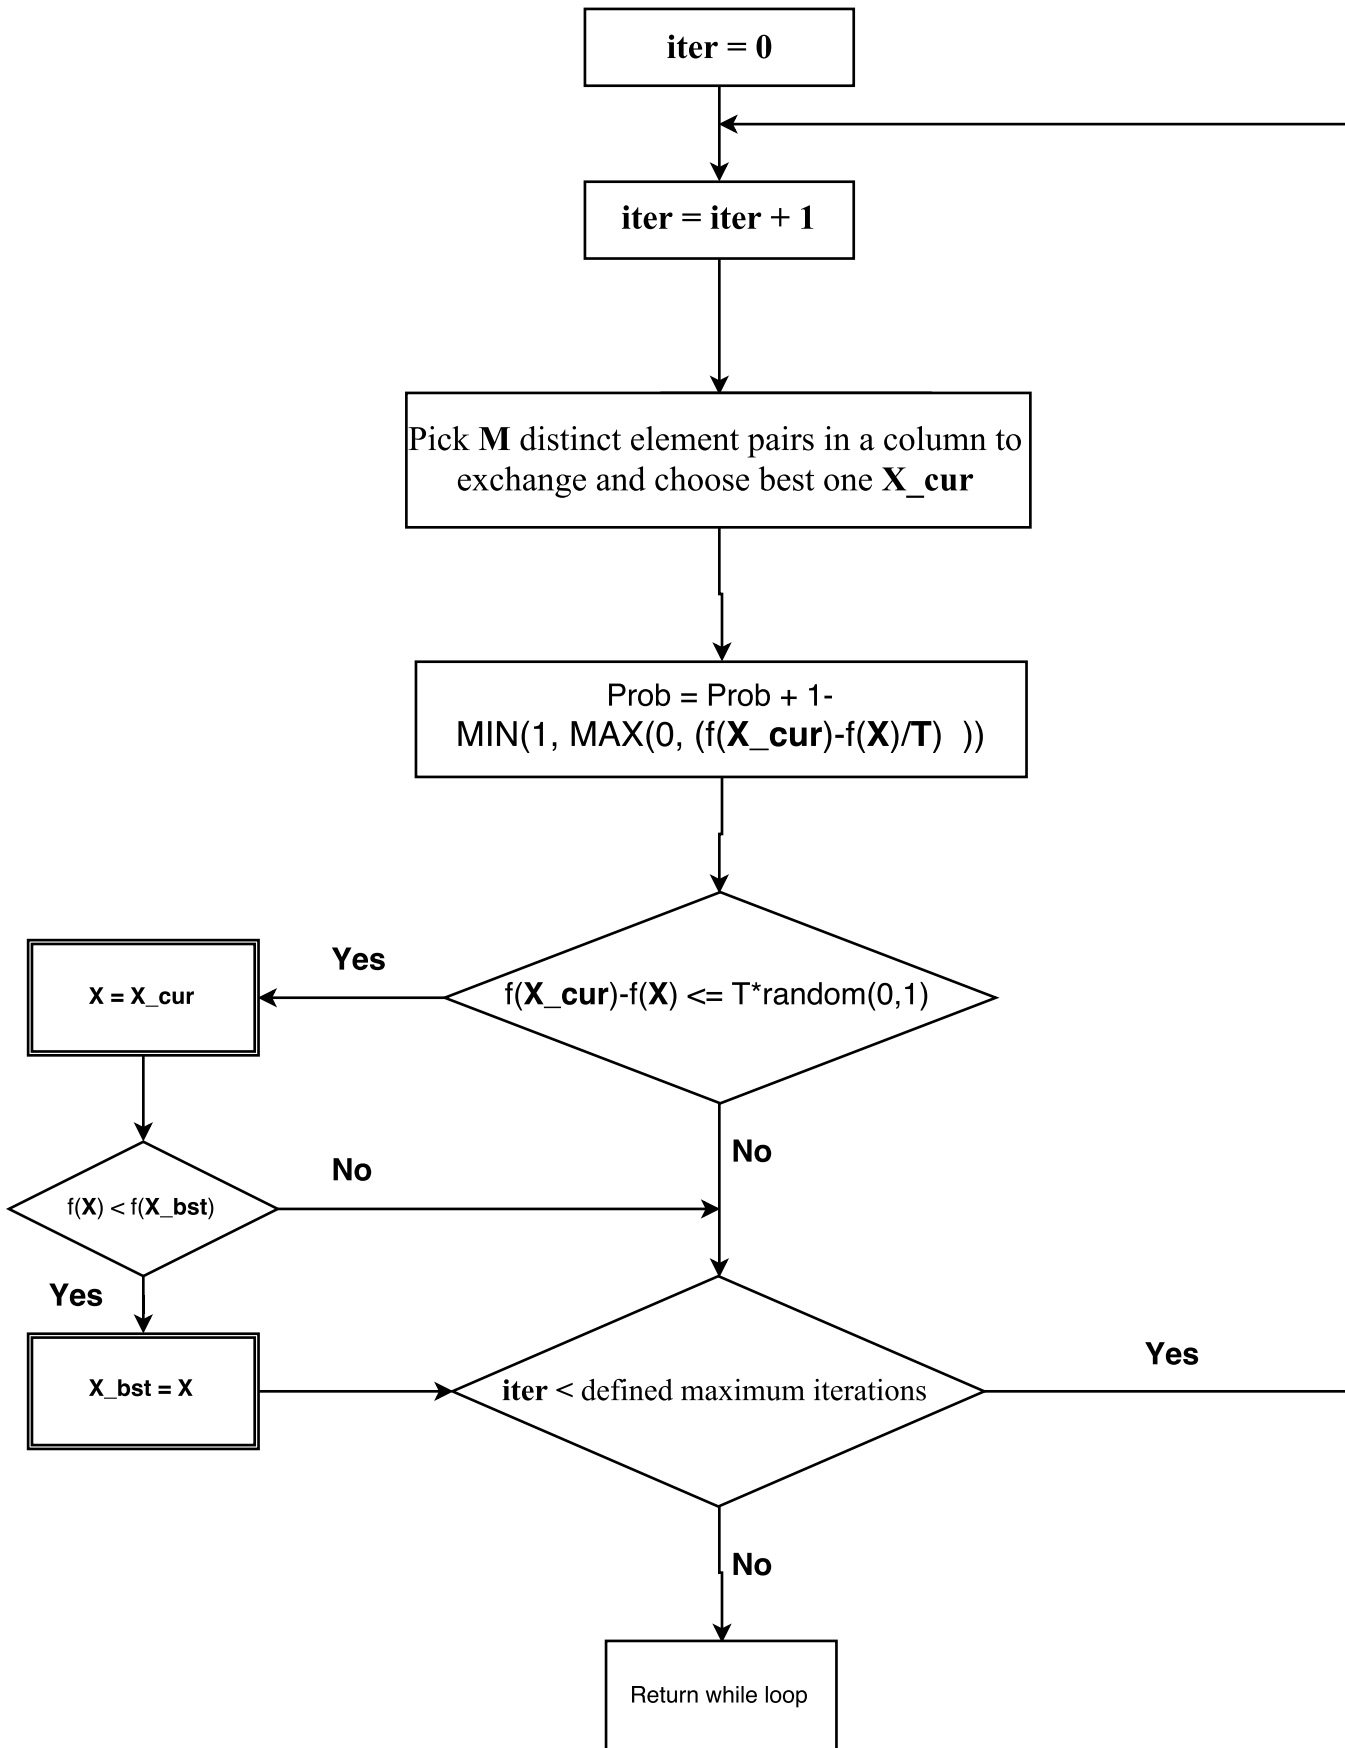 iter = 0
iter = iter + 1
Pick M distinct element pairs in a column to
exchange and choose best one X_cur
Prob = Prob + 1-
MIN(1, MAX(0, (f(X_cur)-f(X)/T)  ))
Yes
X = X_cur
f(X_cur)-f(X) <= T*random(0,1)
No
No
f(X) < f(X_bst)
Yes
X_bst = X
iter < defined maximum iterations
Yes
No
Return while loop